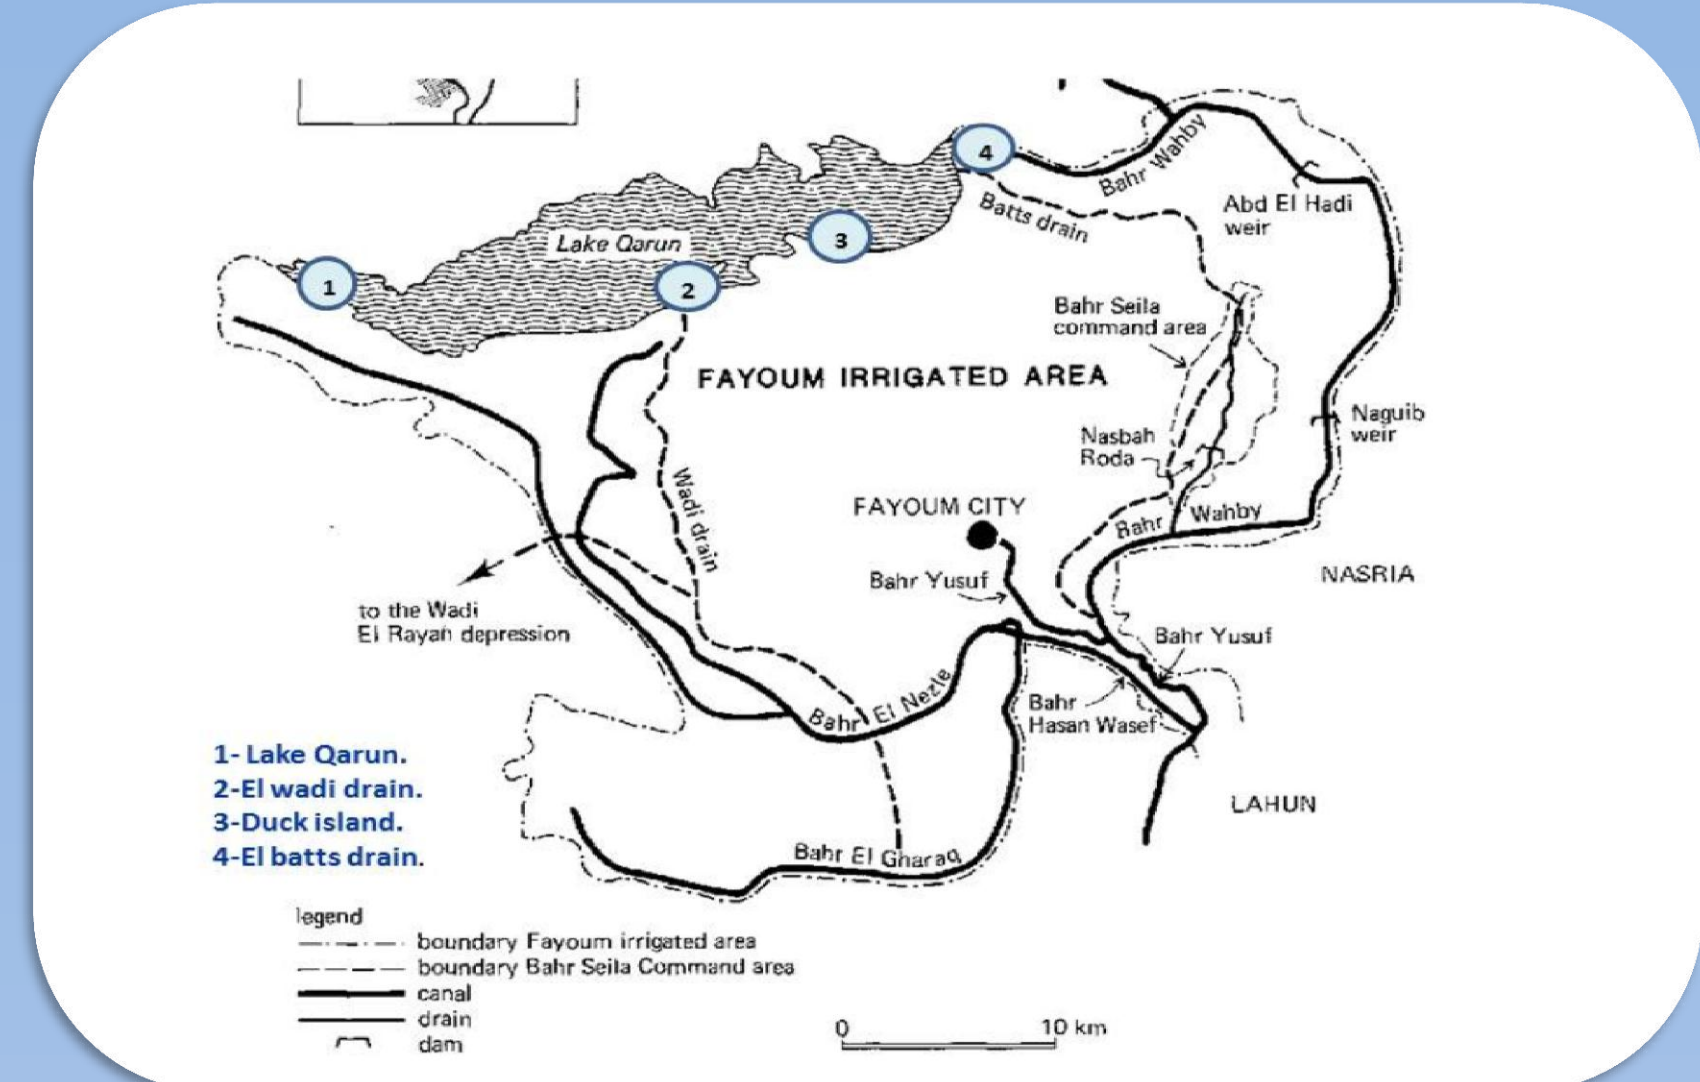 4
Bahr Wahby
Abd El Hadi
weir
Batts drain
3
Lake Qarun
1
2
Bahr Seila
command area
FAYOUM IRRIGATED AREA
Naguib
weir
Nasbah
Roda
Wadi drain
FAYOUM CITY
Bahr Wahby
NASRIA
Bahr Yusuf
to the Wadi
El Rayah depression
Bahr Yusuf
Bahr El Nezle
Bahr
Hasan Wasef
1- Lake Qarun.
2-El wadi drain.
3-Duck island.
4-El batts drain.
LAHUN
Bahr El Gharaq
legend
boundary Fayoum irrigated area
boundary Bahr Seila Command area
canal
drain
dam
0 10 km